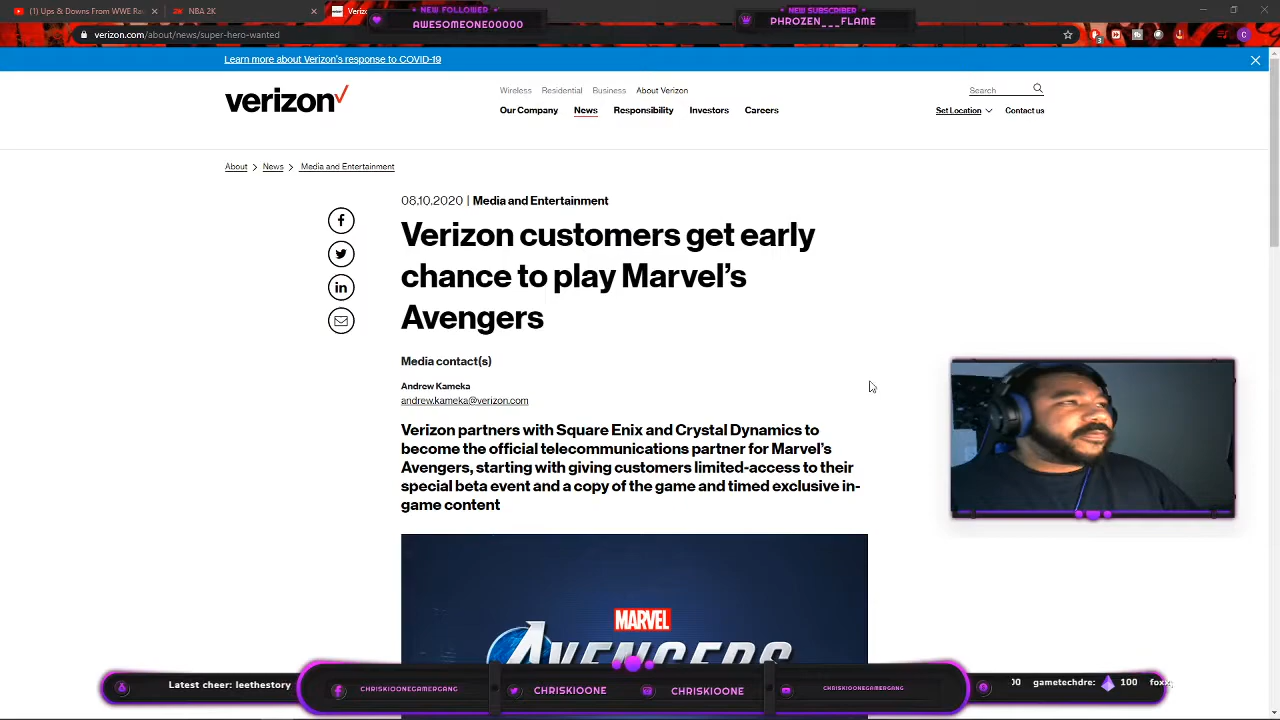 (1) Ups & Downs From WWE Ra
NBA 2K
Veriz
NEW FOLLOWER
AWESOMEONE00000
NEW SUBSCRIBER
PHROZEN___FLAME
verizon.com/about/news/super-hero-wanted
Learn more about Verizon's response to COVID-19
verizon
Wireless Residential Business About Verizon
Search
Our Company News Responsibility Investors Careers
Set Location Contact us
About > News > Media and Entertainment
08.10.2020 | Media and Entertainment
Verizon customers get early
chance to play Marvel's
Avengers
Media contact(s)
Andrew Kameka
andrew.kameka@verizon.com
Verizon partners with Square Enix and Crystal Dynamics to
become the official telecommunications partner for Marvel's
Avengers, starting with giving customers limited-access to their
special beta event and a copy of the game and timed exclusive in-
game content
MARVEL
AVENGERS
Latest cheer: leethestory
CHRISKIOONEGAMERGANG
CHRISKIOONE
CHRISKIOONE
CHRISKIOONEGAMERGANG
gametechdre: 100 foxx